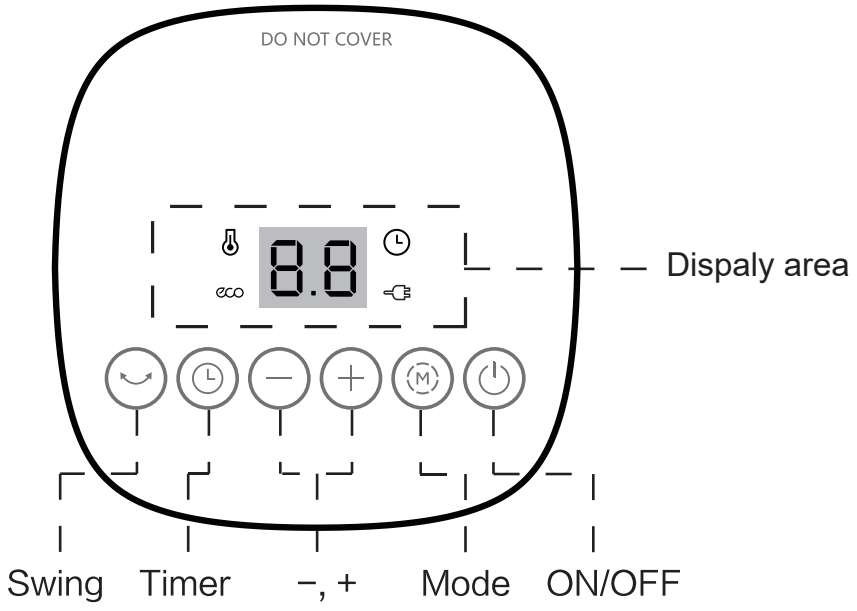 DO NOT COVER
8.8
eco
Dispaly area
M
Swing Timer −, + Mode ON/OFF